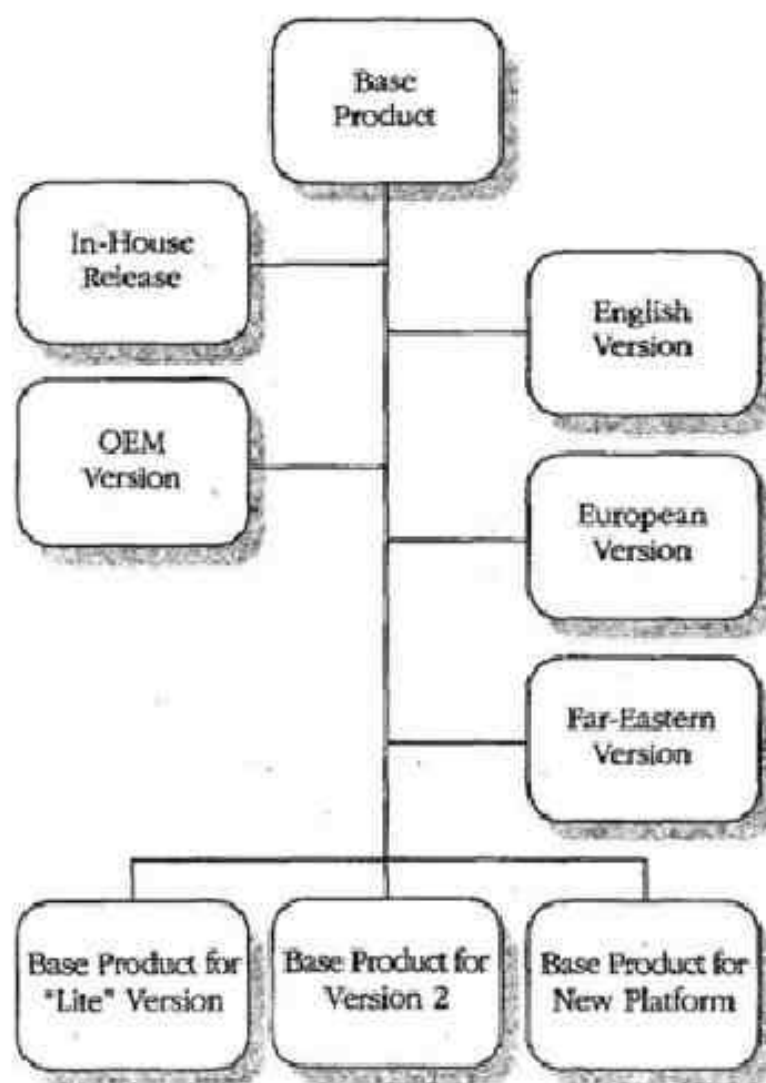 Base
Product
In-House
Release
English
Version
OEM
Version
European
Version
Far-Eastern
Version
Base Product for
"Lite" Version
Base Product for
Version 2
Base Product for
New Platform